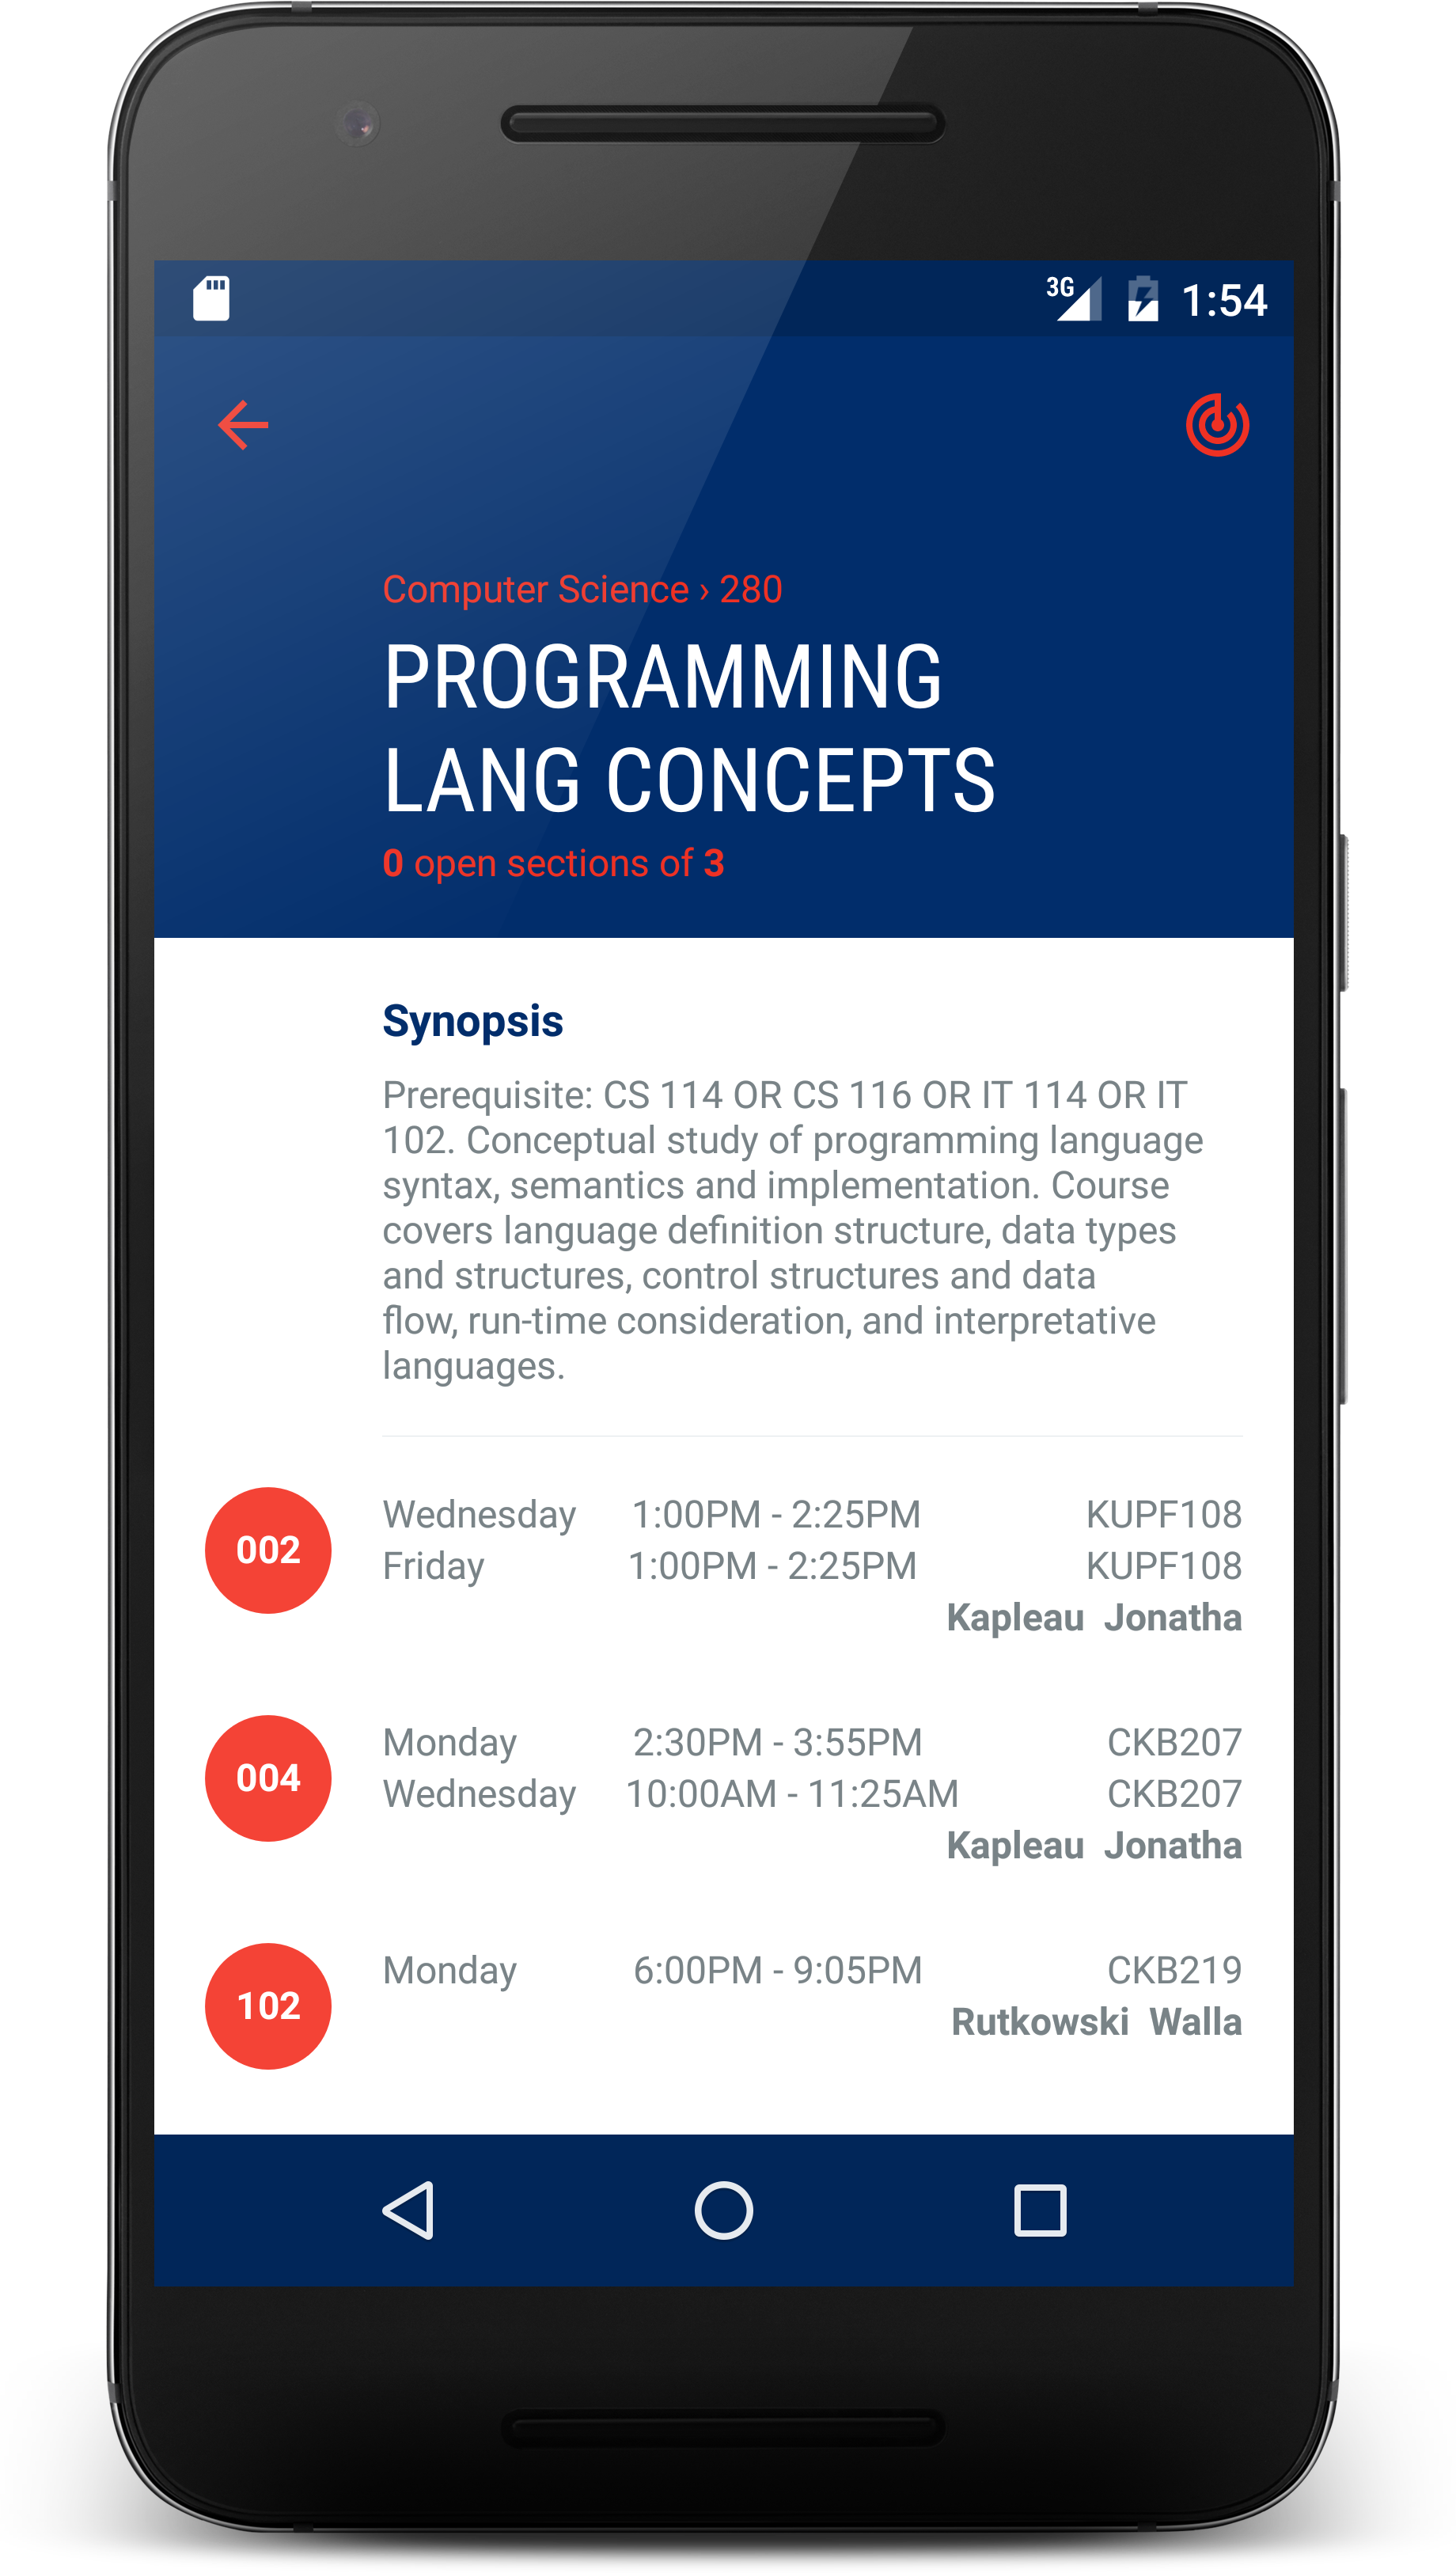 3G 1:54
Computer Science › 280
PROGRAMMING
LANG CONCEPTS
0 open sections of 3
Synopsis
Prerequisite: CS 114 OR CS 116 OR IT 114 OR IT
102. Conceptual study of programming language
syntax, semantics and implementation. Course
covers language definition structure, data types
and structures, control structures and data
flow, run-time consideration, and interpretative
languages.
002
Wednesday 1:00PM - 2:25PM KUPF108
Friday 1:00PM - 2:25PM KUPF108
Kapleau Jonatha
004
Monday 2:30PM - 3:55PM CKB207
Wednesday 10:00AM - 11:25AM CKB207
Kapleau Jonatha
102
Monday 6:00PM - 9:05PM CKB219
Rutkowski Walla